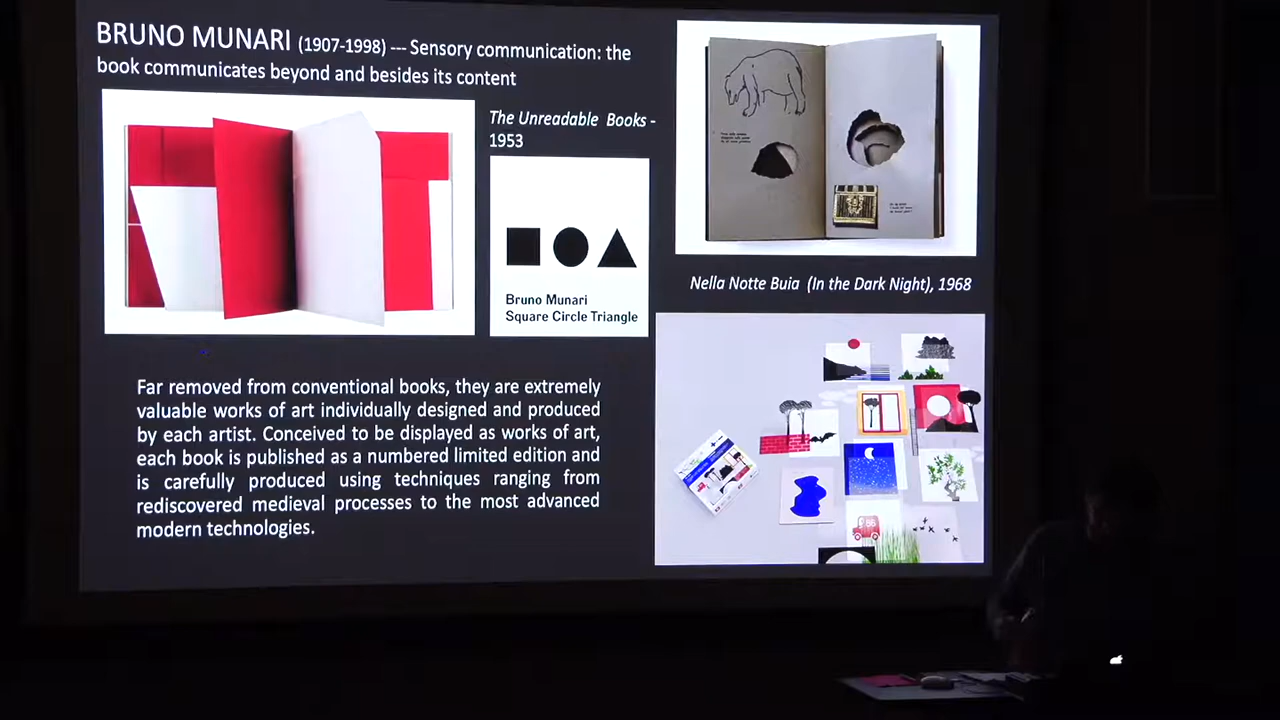 BRUNO MUNARI (1907-1998) --- Sensory communication: the
book communicates beyond and besides its content
The Unreadable Books -
1953
Bruno Munari
Square Circle Triangle
Nella Notte Buia (In the Dark Night), 1968
Far removed from conventional books, they are extremely
valuable works of art individually designed and produced
by each artist. Conceived to be displayed as works of art,
each book is published as a numbered limited edition and
is carefully produced using techniques ranging from
rediscovered medieval processes to the most advanced
modern technologies.